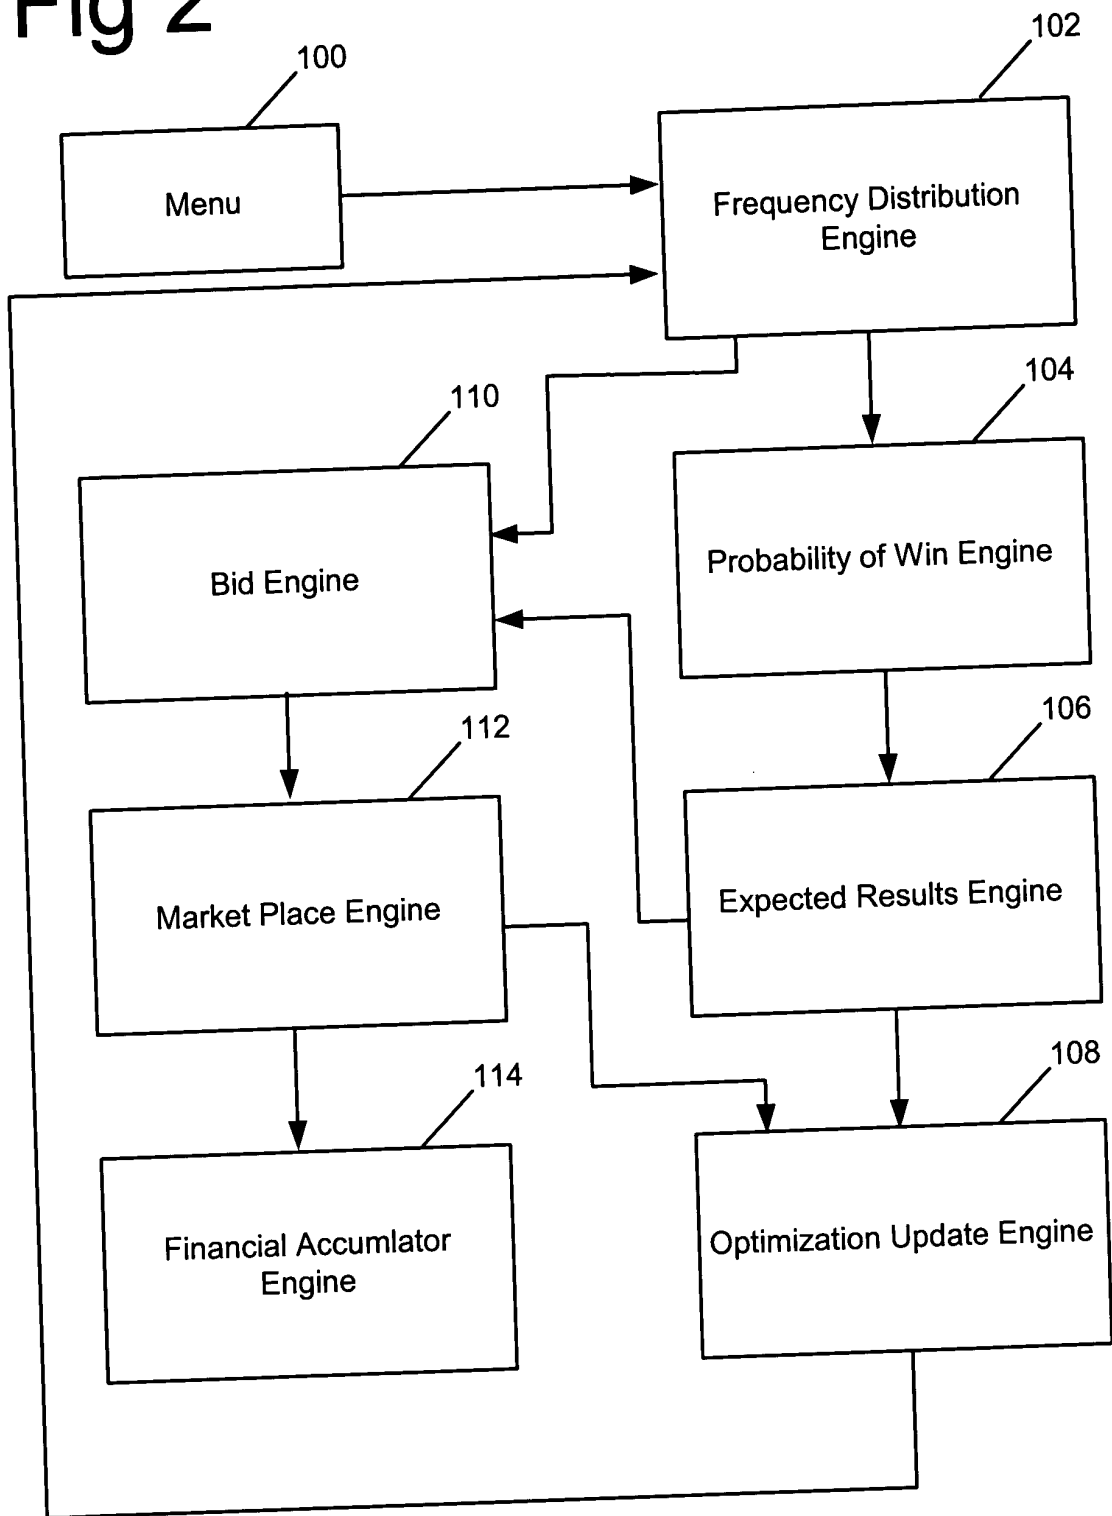 Fig 2
100
102
Menu
Frequency Distribution
Engine
110
104
Bid Engine
Probability of Win Engine
112
106
Market Place Engine
Expected Results Engine
114
108
Financial Accumlator
Engine
Optimization Update Engine